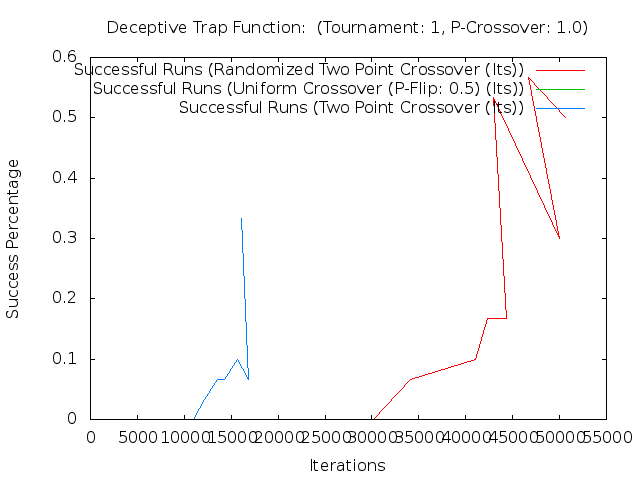 Deceptive Trap Function:  (Tournament: 1, P-Crossover: 1.0)
0.6
Successful Runs (Randomized Two Point Crossover (Its))
Successful Runs (Uniform Crossover (P-Flip: 0.5) (Its))
Successful Runs (Two Point Crossover (Its))
0.5
0.4
0.3
0.2
0.1
0
Success Percentage
0 5000 10000 15000 20000 25000 30000 35000 40000 45000 50000 55000
Iterations